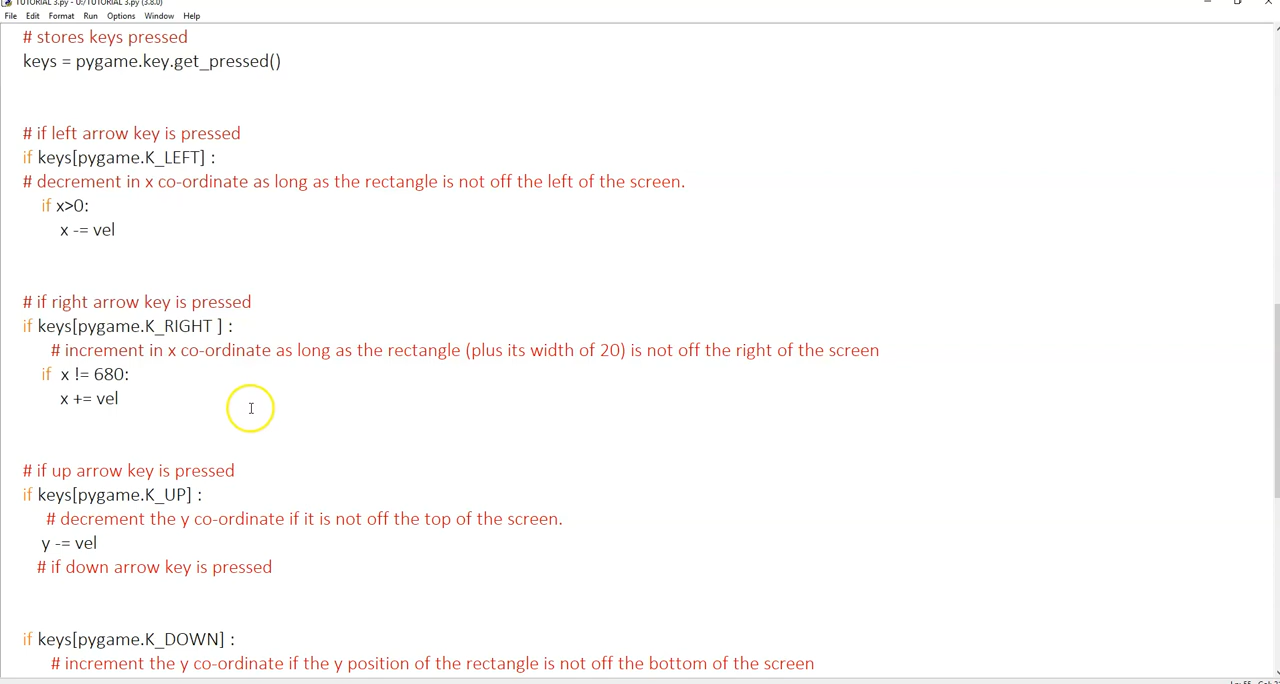 TUTORIAL 3.py - U:/TUTORIAL 3.py (3.8.0)
File Edit Format Run Options Window Help
# stores keys pressed
keys = pygame.key.get_pressed()
# if left arrow key is pressed
if keys[pygame.K_LEFT] :
# decrement in x co-ordinate as long as the rectangle is not off the left of the screen.
if x>0:
x -= vel
# if right arrow key is pressed
if keys[pygame.K_RIGHT ] :
# increment in x co-ordinate as long as the rectangle (plus its width of 20) is not off the right of the screen
if x != 680:
x += vel
# if up arrow key is pressed
if keys[pygame.K_UP] :
# decrement the y co-ordinate if it is not off the top of the screen.
y -= vel
# if down arrow key is pressed
if keys[pygame.K_DOWN] :
# increment the y co-ordinate if the y position of the rectangle is not off the bottom of the screen